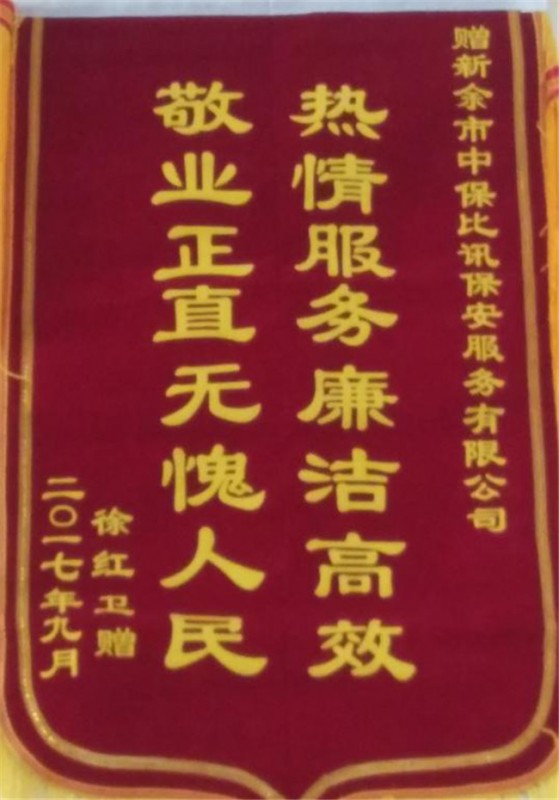 赠新余市中保比讯保安服务有限公司
热情服务廉洁高效
敬业正直无愧人民
徐红卫赠
二〇一七年九月